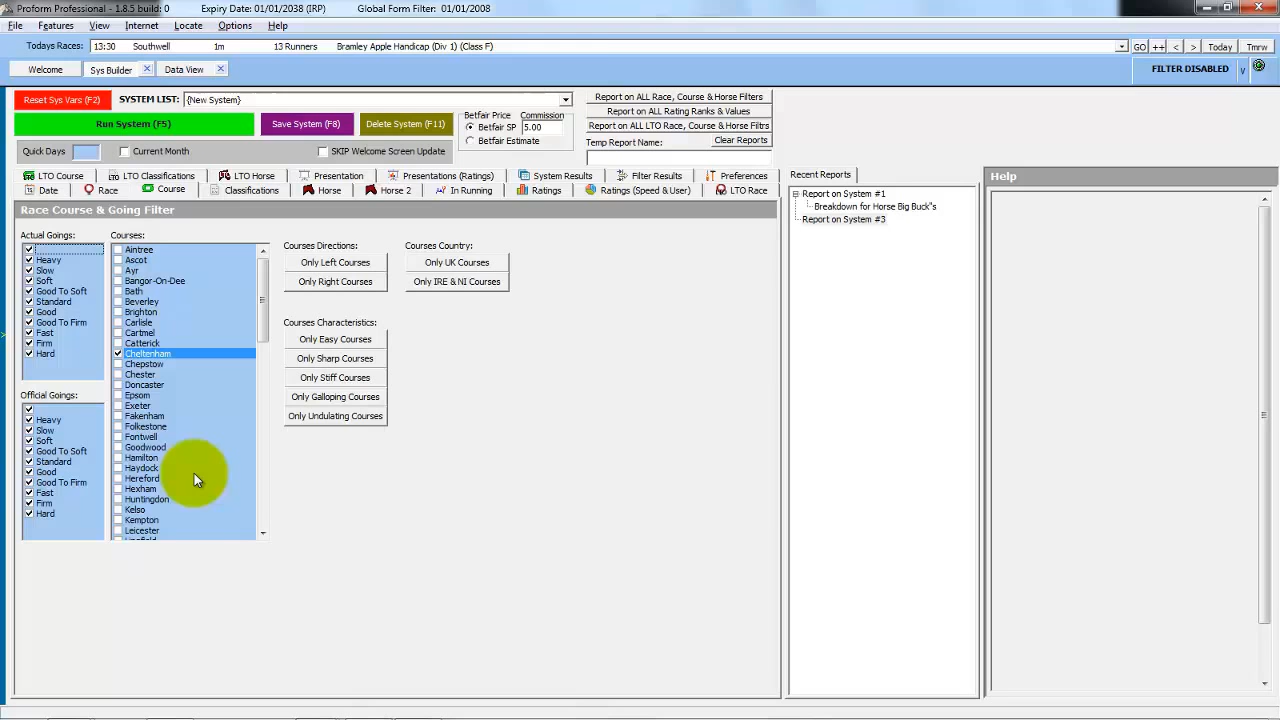 Proform Professional - 1.8.5 build: 0 Expiry Date: 01/01/2038 (IRP) Global Form Filter: 01/01/2008
File Features View Internet Locate Options Help
Todays Races: 13:30 Southwell 1m 13 Runners Bramley Apple Handicap (Div 1) (Class F) GO ++ < > Today Tmrw
Welcome Sys Builder Data View FILTER DISABLED v
Reset Sys Vars (F2) SYSTEM LIST: {New System}
Run System (F5) Save System (F8) Delete System (F11)
Quick Days Current Month SKIP Welcome Screen Update
Betfair Price Commission
Betfair SP 5.00
Betfair Estimate
Report on ALL Race, Course & Horse Filters
Report on ALL Rating Ranks & Values
Report on ALL LTO Race, Course & Horse Filtrs
Temp Report Name: Clear Reports
LTO Course LTO Classifications LTO Horse Presentation Presentations (Ratings) System Results Filter Results Preferences
Date Race Course Classifications Horse Horse 2 In Running Ratings Ratings (Speed & User) LTO Race
Race Course & Going Filter
Actual Goings:
Heavy
Slow
Soft
Good To Soft
Standard
Good
Good To Firm
Fast
Firm
Hard
Official Goings:
Heavy
Slow
Soft
Good To Soft
Standard
Good
Good To Firm
Fast
Firm
Hard
Courses:
Aintree
Ascot
Ayr
Bangor-On-Dee
Bath
Beverley
Brighton
Carlisle
Cartmel
Catterick
Cheltenham
Chepstow
Chester
Doncaster
Epsom
Exeter
Fakenham
Folkestone
Fontwell
Goodwood
Hamilton
Haydock
Hereford
Hexham
Huntingdon
Kelso
Kempton
Leicester
Courses Directions:
Only Left Courses
Only Right Courses
Courses Country:
Only UK Courses
Only IRE & NI Courses
Courses Characteristics:
Only Easy Courses
Only Sharp Courses
Only Stiff Courses
Only Galloping Courses
Only Undulating Courses
Recent Reports
Report on System #1
Breakdown for Horse Big Buck"s
Report on System #3
Help